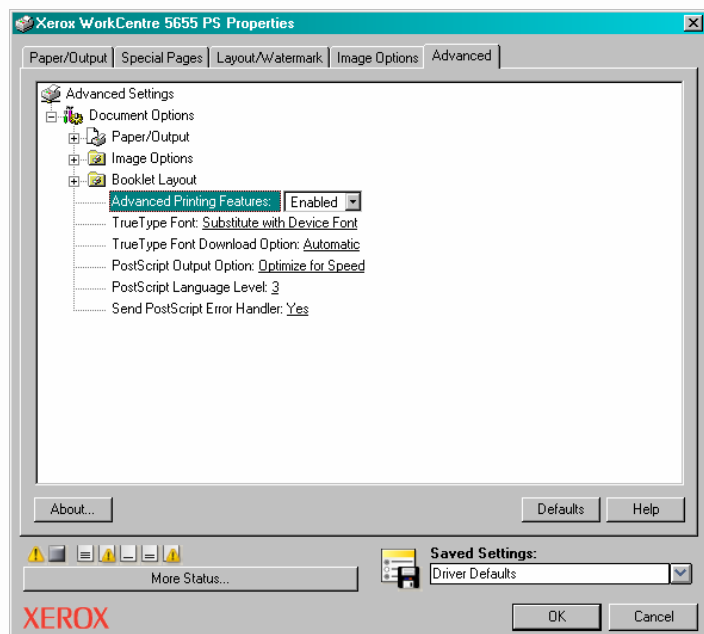 Xerox WorkCentre 5655 PS Properties
Paper/Output Special Pages Layout/Watermark Image Options Advanced
Advanced Settings
Document Options
Paper/Output
Image Options
Booklet Layout
Advanced Printing Features: Enabled
TrueType Font: Substitute with Device Font
TrueType Font Download Option: Automatic
PostScript Output Option: Optimize for Speed
PostScript Language Level: 3
Send PostScript Error Handler: Yes
About... Defaults Help
Saved Settings:
Driver Defaults
More Status...
XEROX OK Cancel